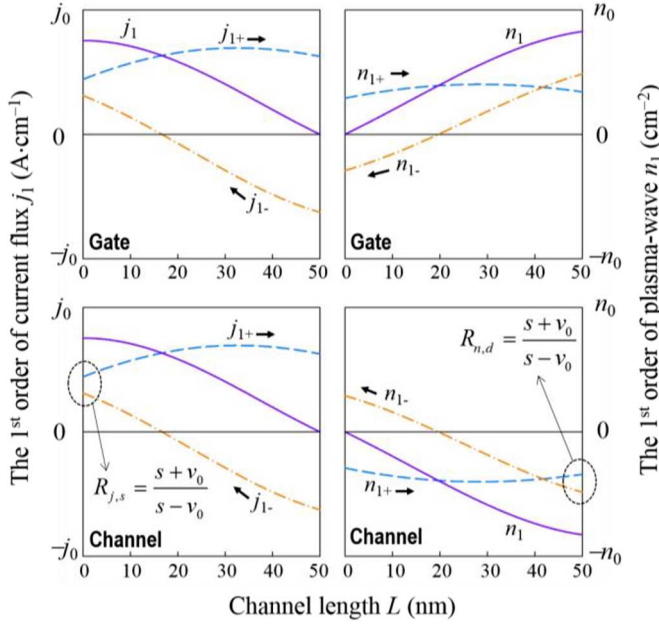 The 1st order of current flux j1 (A·cm−1)
The 1st order of plasma-wave n1 (cm−2)
j0
0
−j0
j1
j1+
j1-
Gate
0 10 20 30 40 50
n0
0
−n0
n1
n1+
n1-
Gate
0 10 20 30 40 50
j0
0
−j0
j1+
j1-
Rj,s = s + v0 / s − v0
Channel
0 10 20 30 40 50
n0
0
−n0
Rn,d = s + v0 / s − v0
n1-
n1+
n1
Channel
0 10 20 30 40 50
Channel length L (nm)